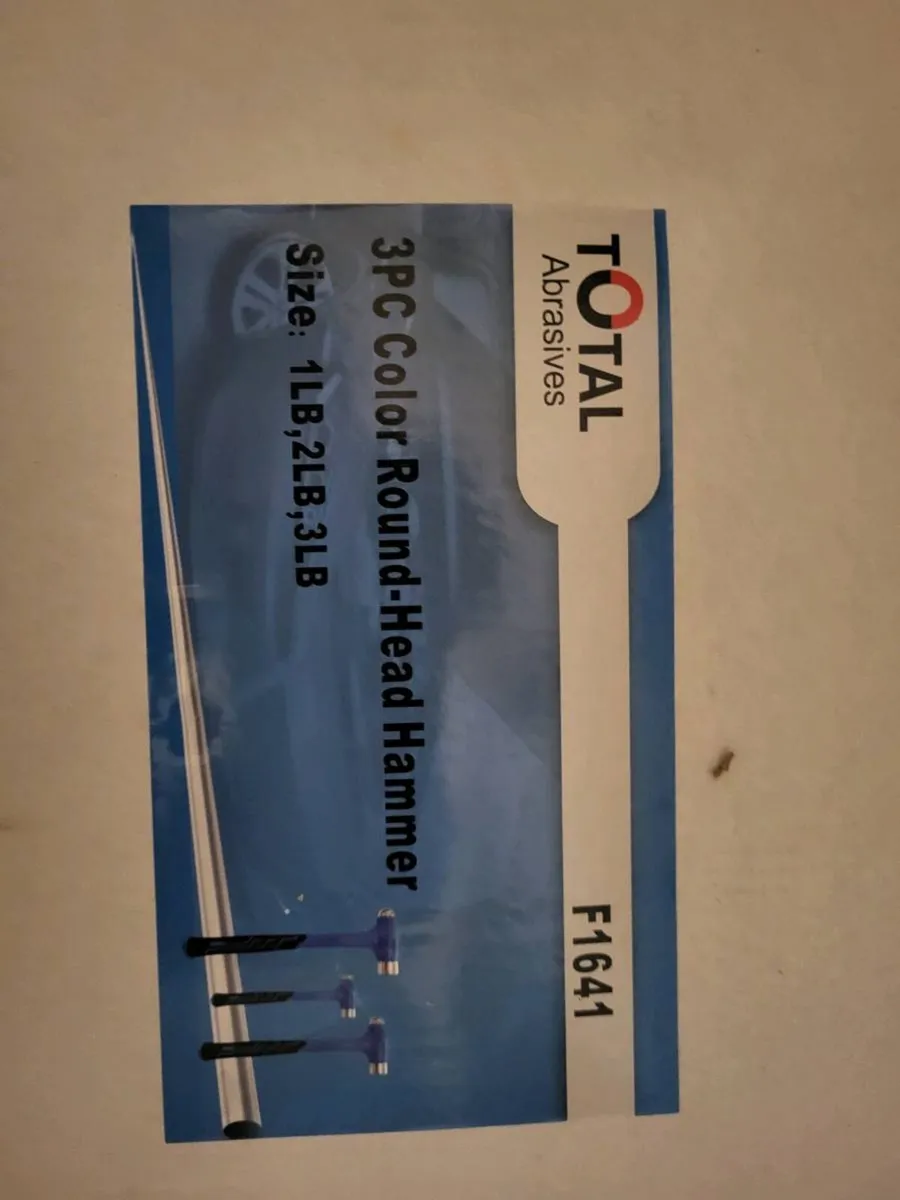 TOTAL
Abrasives
F1641
3PC Color Round-Head Hammer
Size: 1LB,2LB,3LB